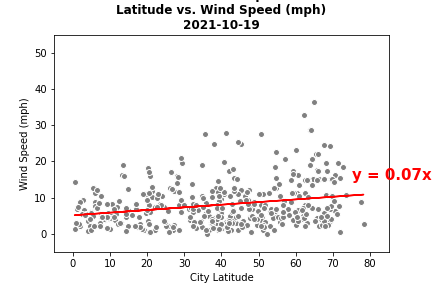 Latitude vs. Wind Speed (mph)
2021-10-19
50
40
30
20
10
0
Wind Speed (mph)
y = 0.07x
0 10 20 30 40 50 60 70 80
City Latitude